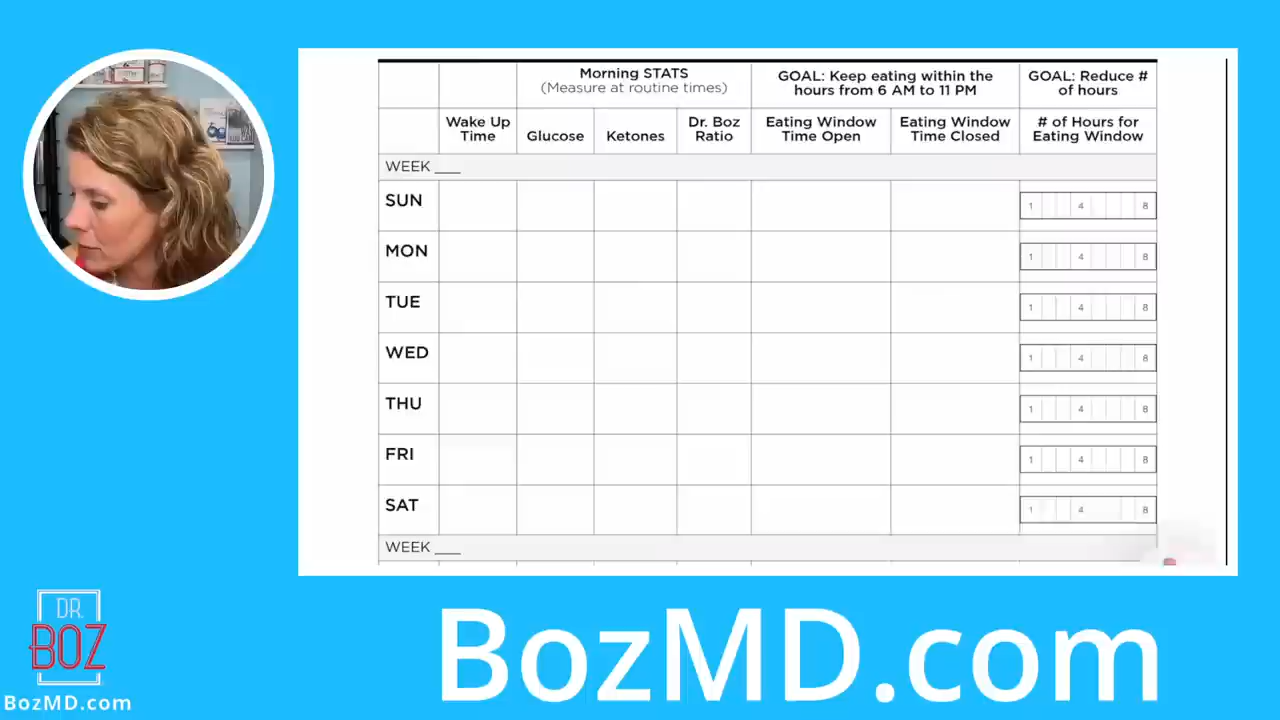 Morning STATS
(Measure at routine times)
GOAL: Keep eating within the
hours from 6 AM to 11 PM
GOAL: Reduce #
of hours
Wake Up
Time
Glucose
Ketones
Dr. Boz
Ratio
Eating Window
Time Open
Eating Window
Time Closed
# of Hours for
Eating Window
WEEK ___
SUN
1 4 8
MON
1 4 8
TUE
1 4 8
WED
1 4 8
THU
1 4 8
FRI
1 4 8
SAT
1 4 8
WEEK ___
DR.
BOZ
BozMD.com
BozMD.com